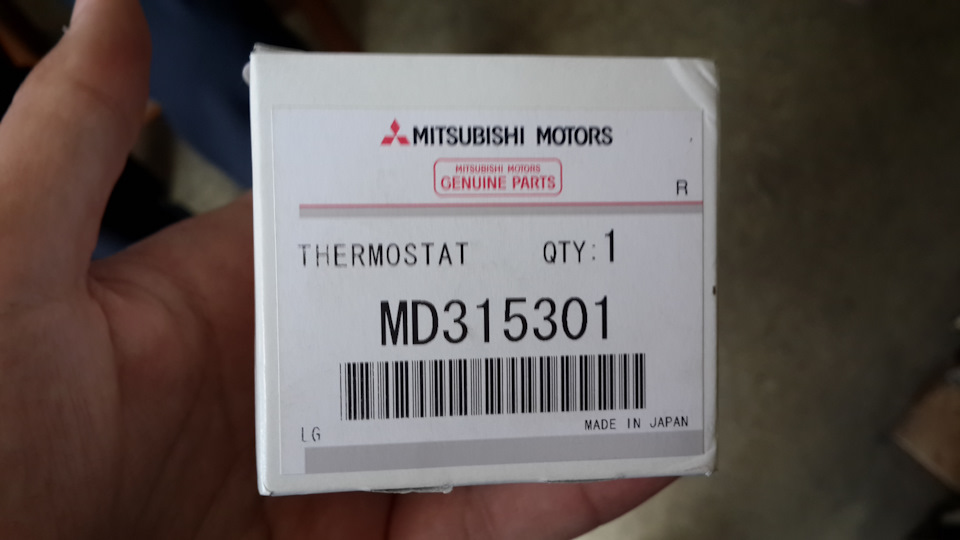 MITSUBISHI MOTORS
MITSUBISHI MOTORS
GENUINE PARTS
R
THERMOSTAT QTY:1
MD315301
MADE IN JAPAN
LG